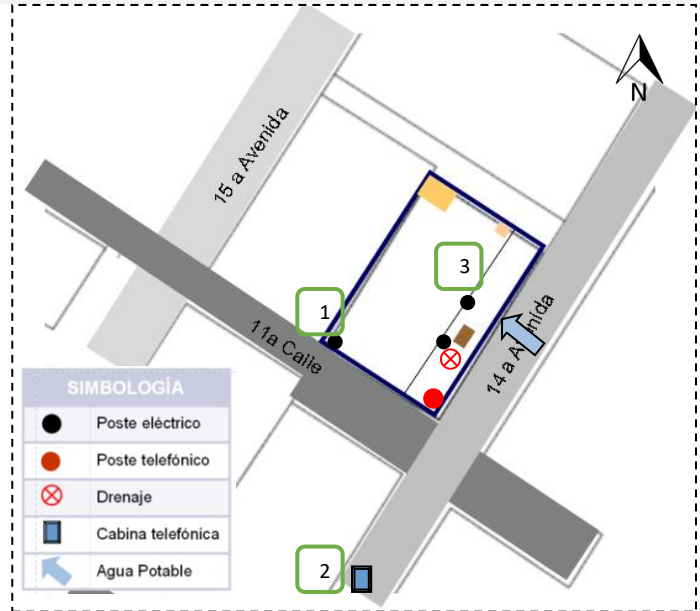 N
15 a Avenida
3
1
11a Calle
14 a Avenida
SIMBOLOGÍA
Poste eléctrico
Poste telefónico
Drenaje
Cabina telefónica
Agua Potable
2